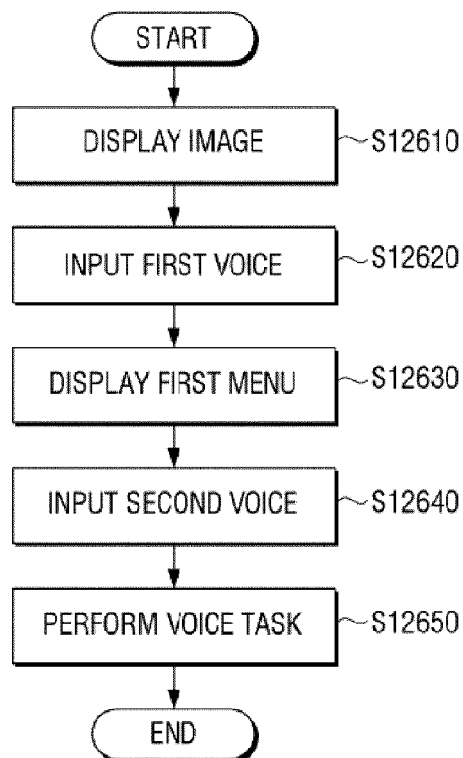 START
DISPLAY IMAGE
S12610
INPUT FIRST VOICE
S12620
DISPLAY FIRST MENU
S12630
INPUT SECOND VOICE
S12640
PERFORM VOICE TASK
S12650
END